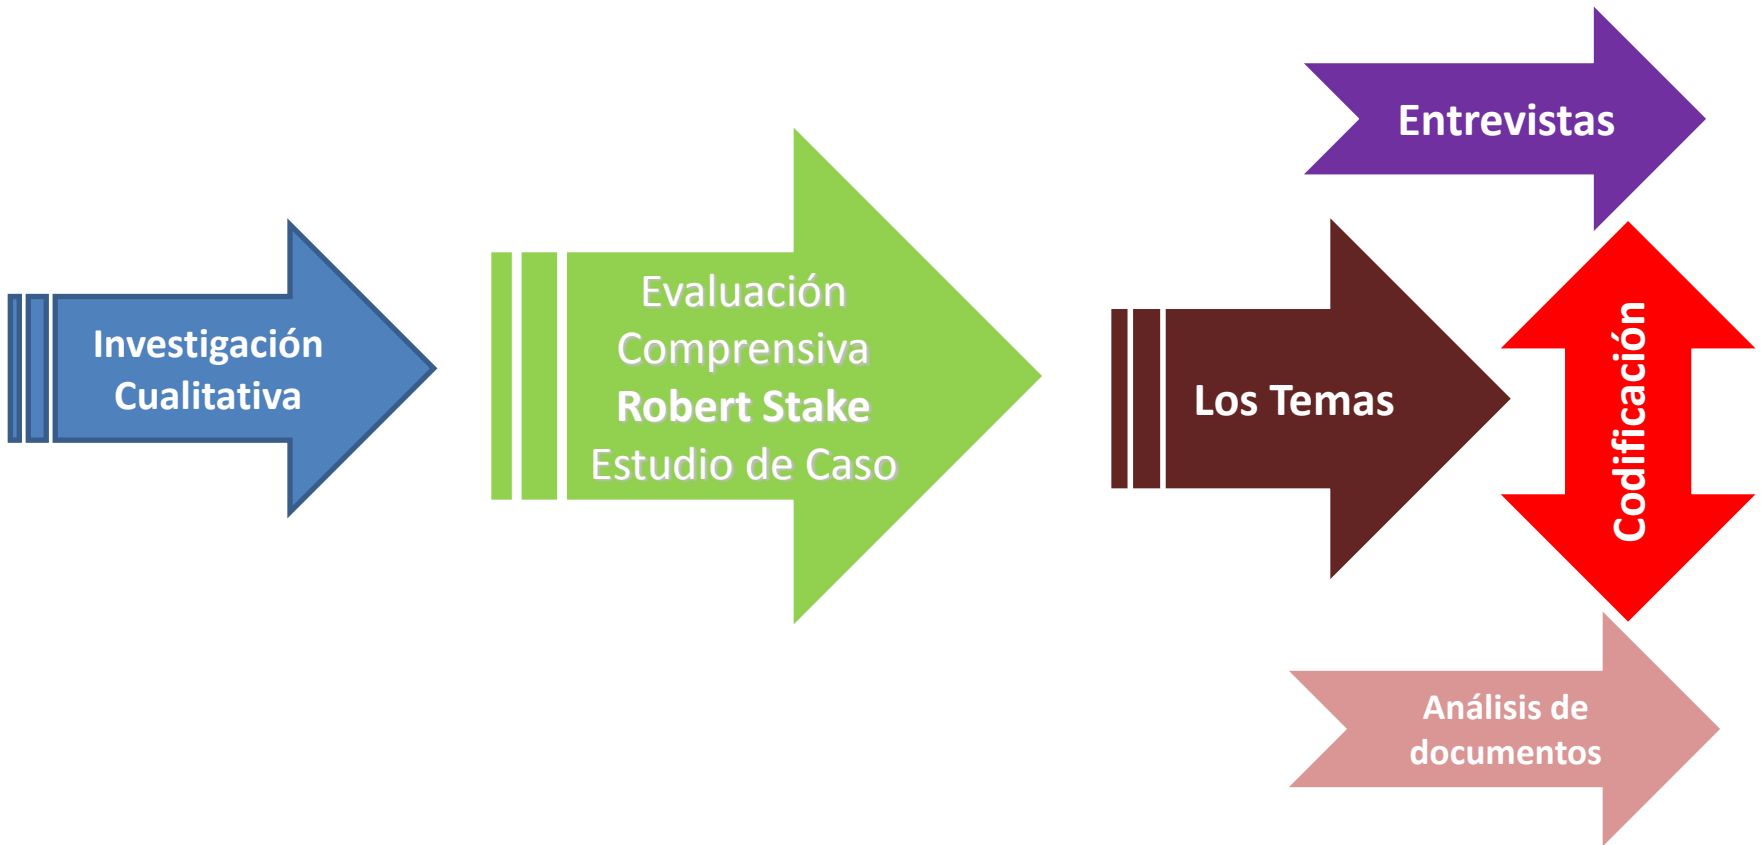 Investigación
Cualitativa
Evaluación
Comprensiva
Robert Stake
Estudio de Caso
Los Temas
Entrevistas
Codificación
Análisis de
documentos